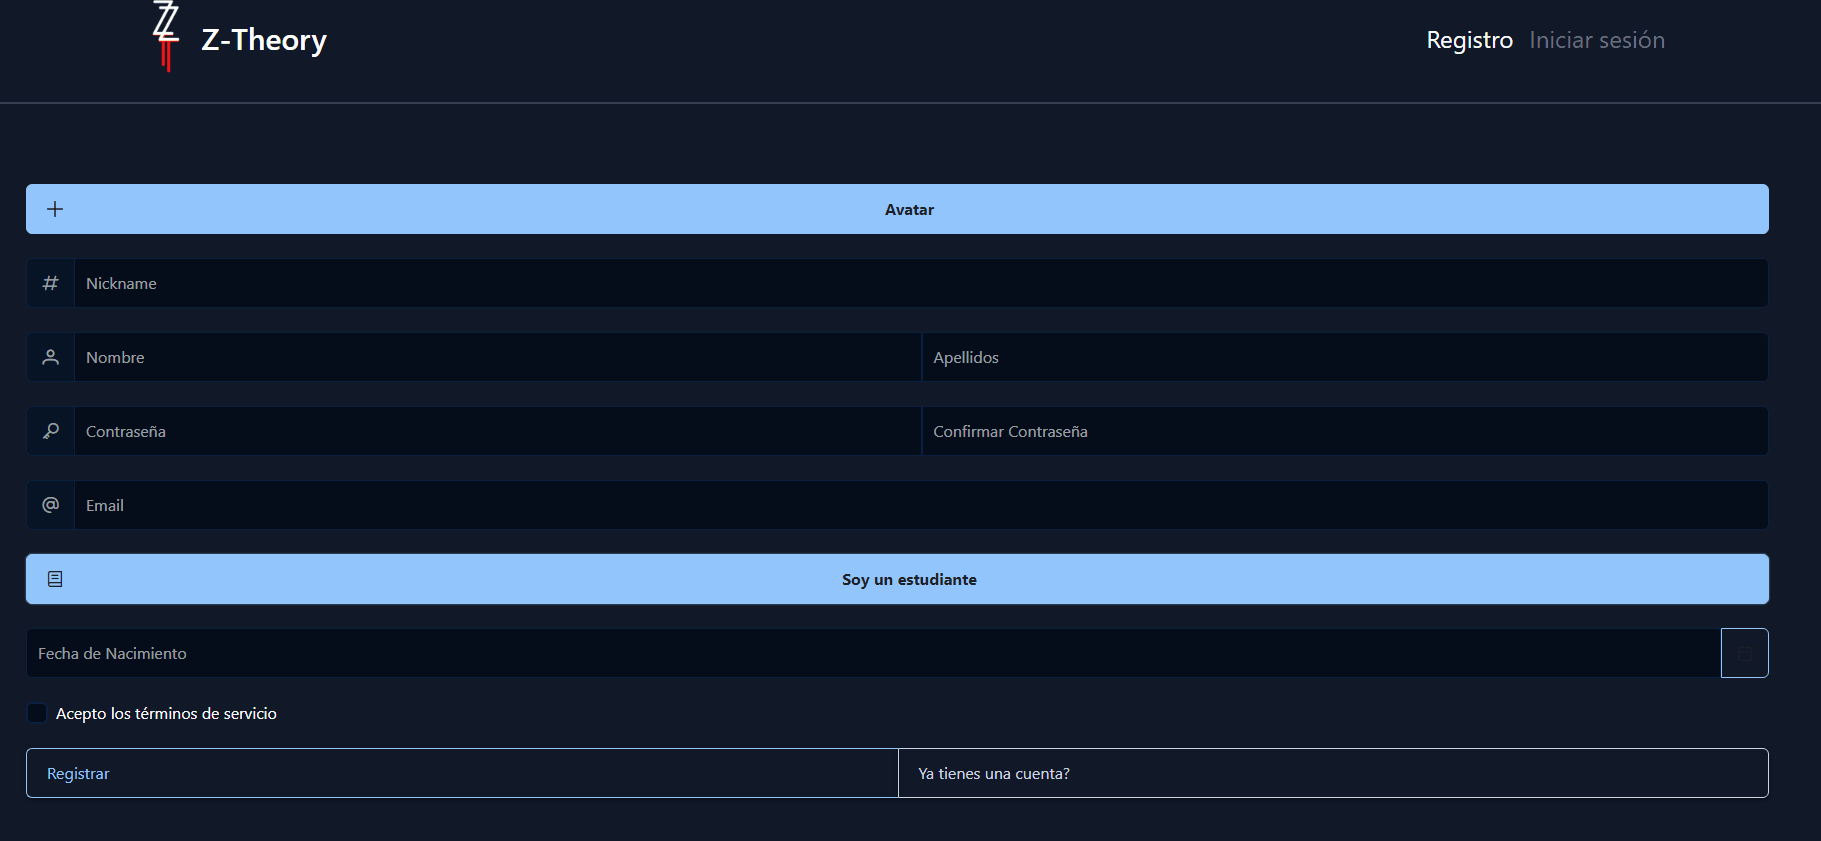 Z-Theory
Registro Iniciar sesión
Avatar
Nickname
Nombre
Apellidos
Contraseña
Confirmar Contraseña
Email
Soy un estudiante
Fecha de Nacimiento
Acepto los términos de servicio
Registrar
Ya tienes una cuenta?